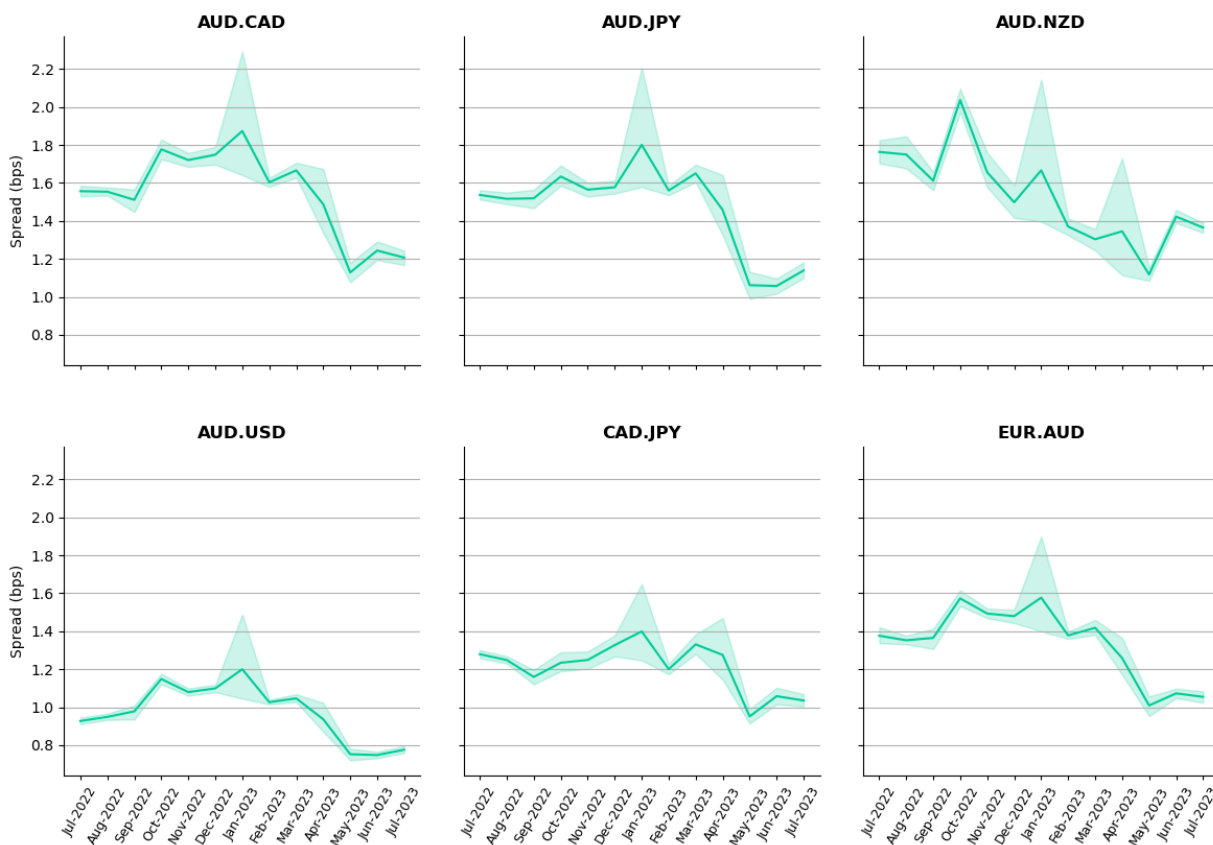 AUD.CAD
AUD.JPY
AUD.NZD
Spread (bps)
2.2
2.0
1.8
1.6
1.4
1.2
1.0
0.8
AUD.USD
CAD.JPY
EUR.AUD
Spread (bps)
2.2
2.0
1.8
1.6
1.4
1.2
1.0
0.8
Jul-2022
Aug-2022
Sep-2022
Oct-2022
Nov-2022
Dec-2022
Jan-2023
Feb-2023
Mar-2023
Apr-2023
May-2023
Jun-2023
Jul-2023
Jul-2022
Aug-2022
Sep-2022
Oct-2022
Nov-2022
Dec-2022
Jan-2023
Feb-2023
Mar-2023
Apr-2023
May-2023
Jun-2023
Jul-2023
Jul-2022
Aug-2022
Sep-2022
Oct-2022
Nov-2022
Dec-2022
Jan-2023
Feb-2023
Mar-2023
Apr-2023
May-2023
Jun-2023
Jul-2023